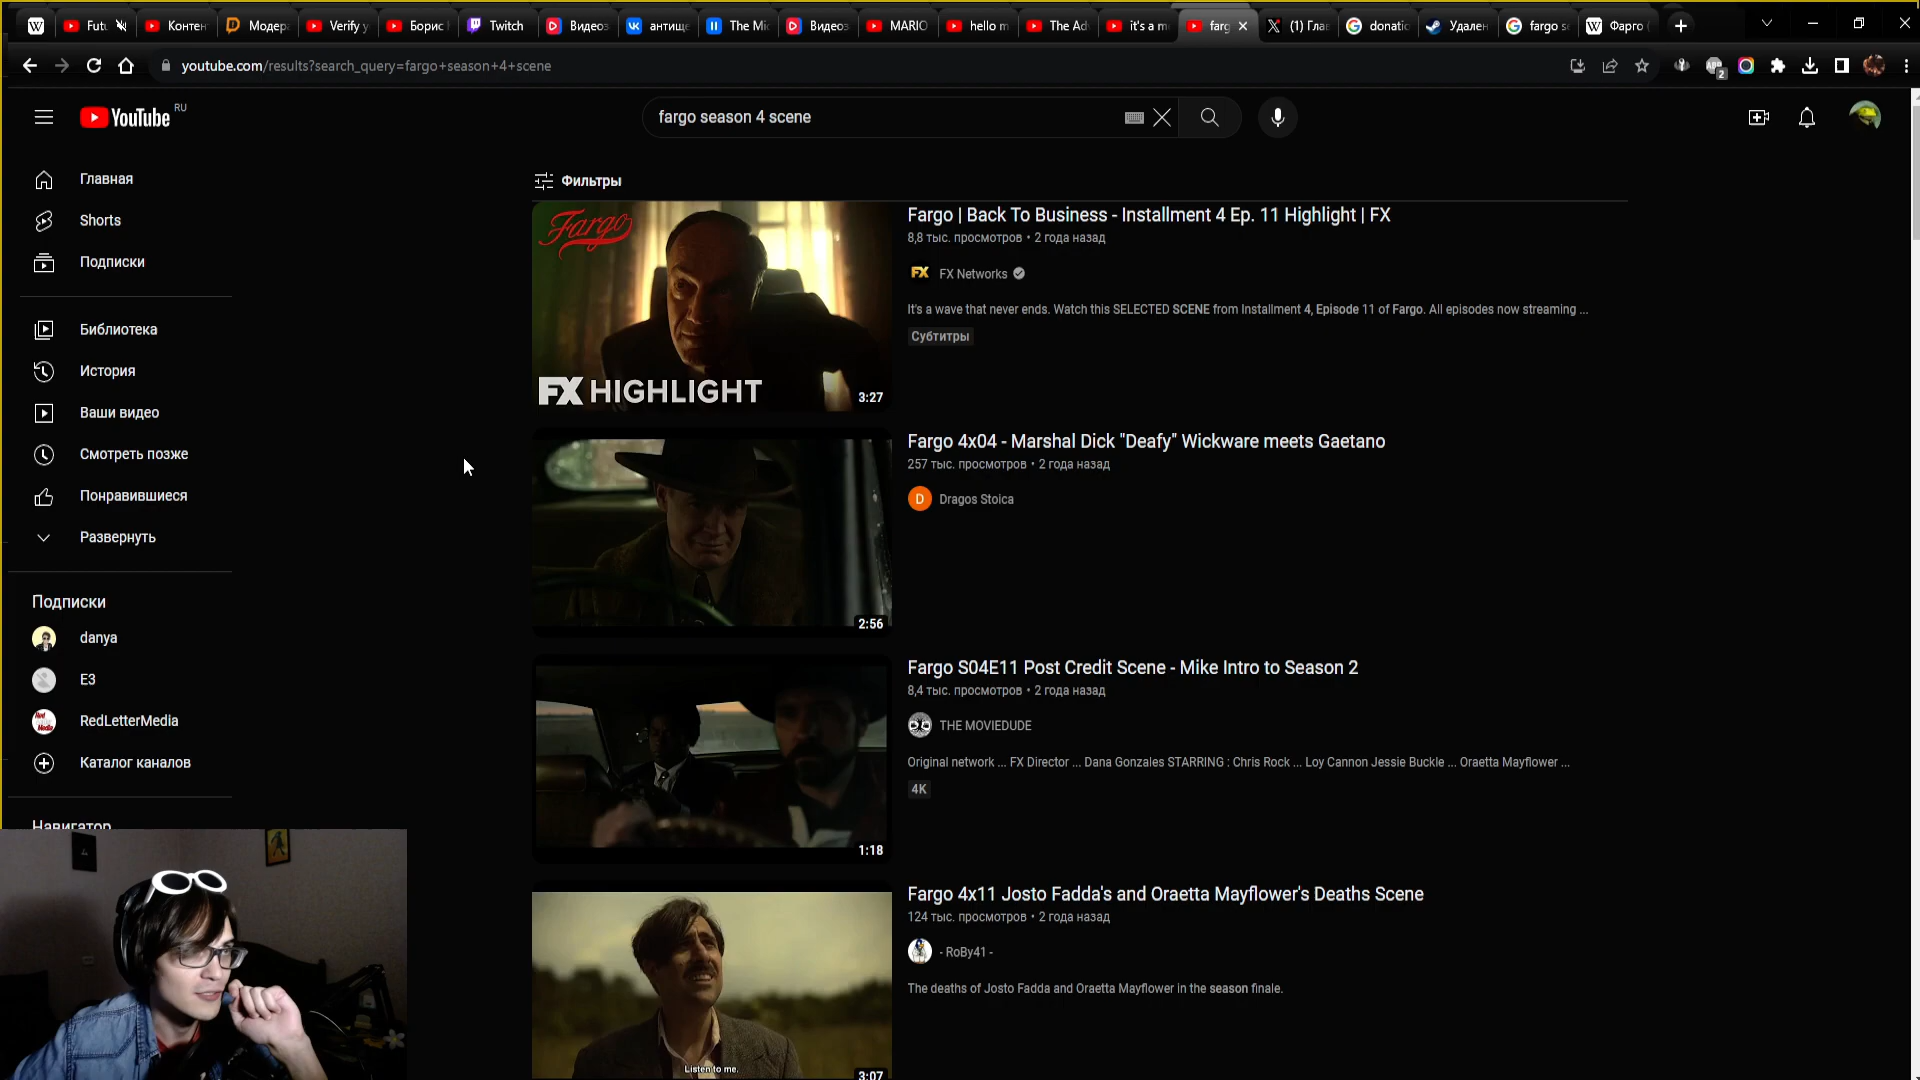 Futu
Контен
Модера
Verify y
Борис
Twitch
Видеоз
антище
The Mic
Видеоз
MARIO
hello m
The Adv
it's a m
farg
(1) Глав
donatio
Удален
fargo se
Фарго (
youtube.com/results?search_query=fargo+season+4+scene
2
YouTube RU
fargo season 4 scene
Главная
Shorts
Подписки
Библиотека
История
Ваши видео
Смотреть позже
Понравившиеся
Развернуть
Подписки
danya
E3
RedLetterMedia
Каталог каналов
Навигатор
Фильтры
Fargo
FX HIGHLIGHT
3:27
Fargo | Back To Business - Installment 4 Ep. 11 Highlight | FX
8,8 тыс. просмотров • 2 года назад
FX FX Networks
It's a wave that never ends. Watch this SELECTED SCENE from Installment 4, Episode 11 of Fargo. All episodes now streaming ...
Субтитры
2:56
Fargo 4x04 - Marshal Dick "Deafy" Wickware meets Gaetano
257 тыс. просмотров • 2 года назад
D Dragos Stoica
1:18
Fargo S04E11 Post Credit Scene - Mike Intro to Season 2
8,4 тыс. просмотров • 2 года назад
THE MOVIEDUDE
Original network ... FX Director ... Dana Gonzales STARRING : Chris Rock ... Loy Cannon Jessie Buckle ... Oraetta Mayflower ...
4K
Listen to me.
3:07
Fargo 4x11 Josto Fadda's and Oraetta Mayflower's Deaths Scene
124 тыс. просмотров • 2 года назад
- RoBy41 -
The deaths of Josto Fadda and Oraetta Mayflower in the season finale.